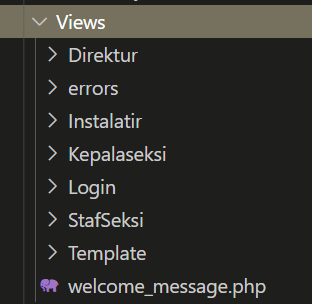 Views
Direktur
errors
Instalatir
Kepalaseksi
Login
StafSeksi
Template
welcome_message.php